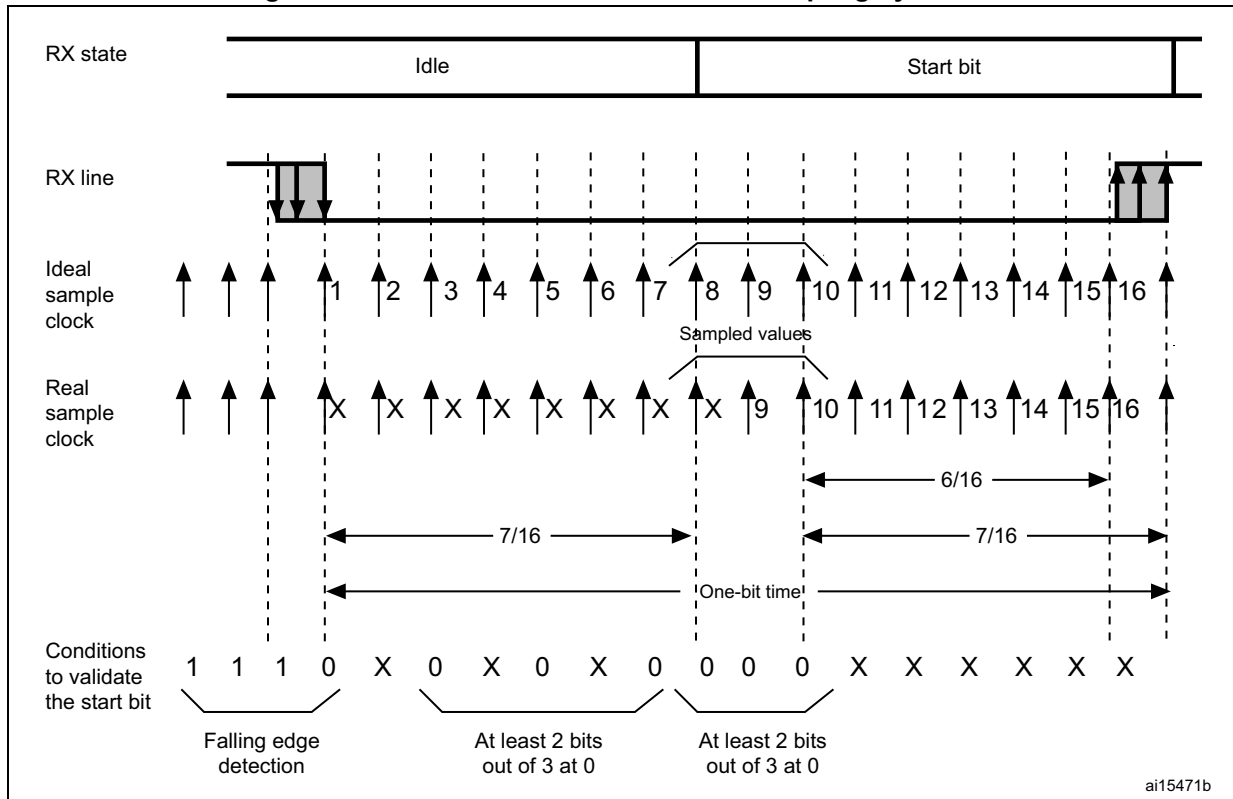 RX state
Idle
Start bit
RX line
Ideal
sample
clock
1 2 3 4 5 6 7 8 9 10 11 12 13 14 15 16
Sampled values
Real
sample
clock
X X X X X X X X 9 10 11 12 13 14 15 16
6/16
7/16
7/16
One-bit time
Conditions
to validate
the start bit
1 1 1 0 X 0 X 0 X 0 0 0 0 X X X X X X
Falling edge
detection
At least 2 bits
out of 3 at 0
At least 2 bits
out of 3 at 0
ai15471b